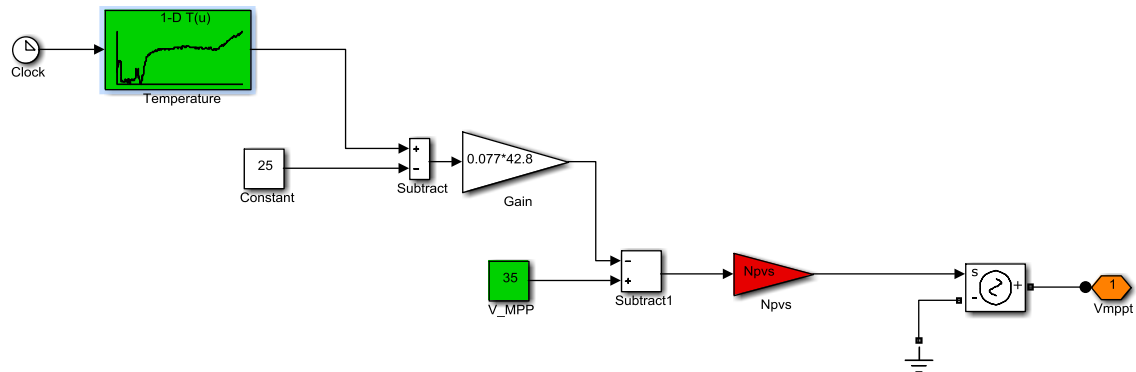 1-D T(u)
Clock
Temperature
+
25
−
0.077*42.8
Subtract
Constant
Gain
−
35
+
Npvs
s
+
1
-
Subtract1
V_MPP
Npvs
Vmppt